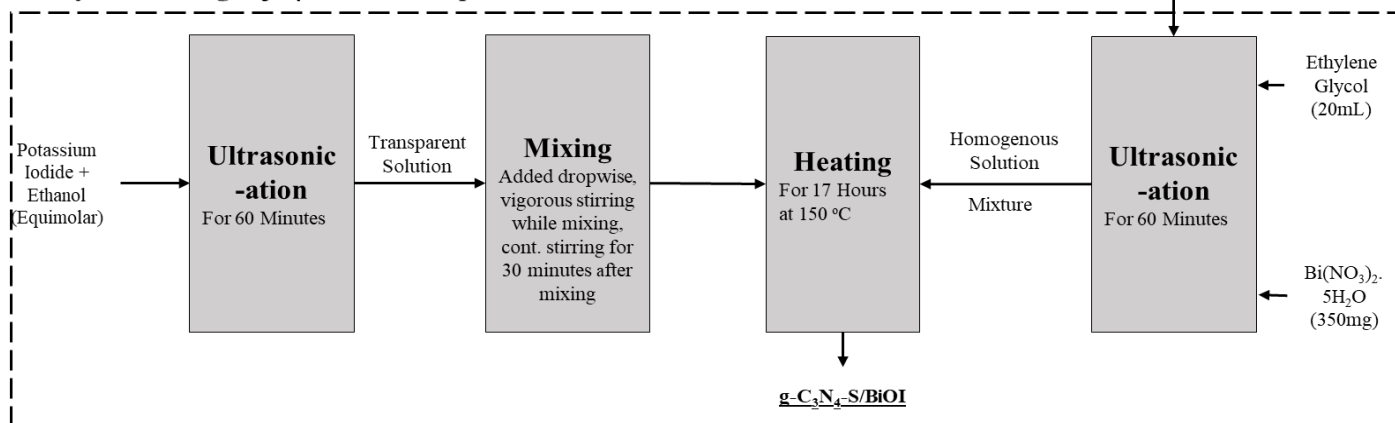 Potassium
Iodide +
Ethanol
(Equimolar)
Ultrasonic
-ation
For 60 Minutes
Transparent
Solution
Mixing
Added dropwise,
vigorous stirring
while mixing,
cont. stirring for
30 minutes after
mixing
Heating
For 17 Hours
at 150 °C
Homogenous
Solution
Mixture
Ultrasonic
-ation
For 60 Minutes
Ethylene
Glycol
(20mL)
Bi(NO₃)₂.
5H₂O
(350mg)
g-C₃N₄-S/BiOI